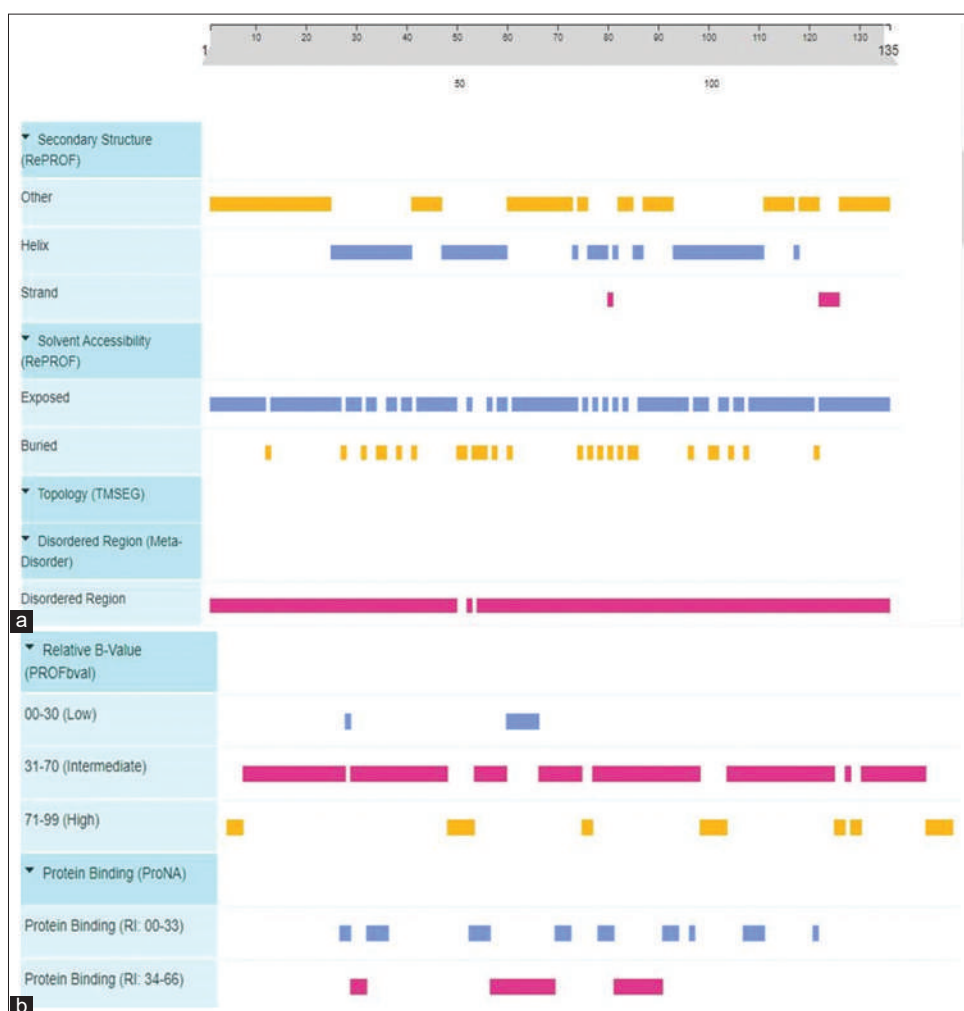 10 20 30 40 50 60 70 80 90 100 110 120 130
1 135
50 100
▼ Secondary Structure
(RePROF)
Other
Helix
Strand
▼ Solvent Accessibility
(RePROF)
Exposed
Buried
▼ Topology (TMSEG)
▼ Disordered Region (Meta-
Disorder)
Disordered Region
a
▼ Relative B-Value
(PROFbval)
00-30 (Low)
31-70 (Intermediate)
71-99 (High)
▼ Protein Binding (ProNA)
Protein Binding (RI: 00-33)
Protein Binding (RI: 34-66)
b